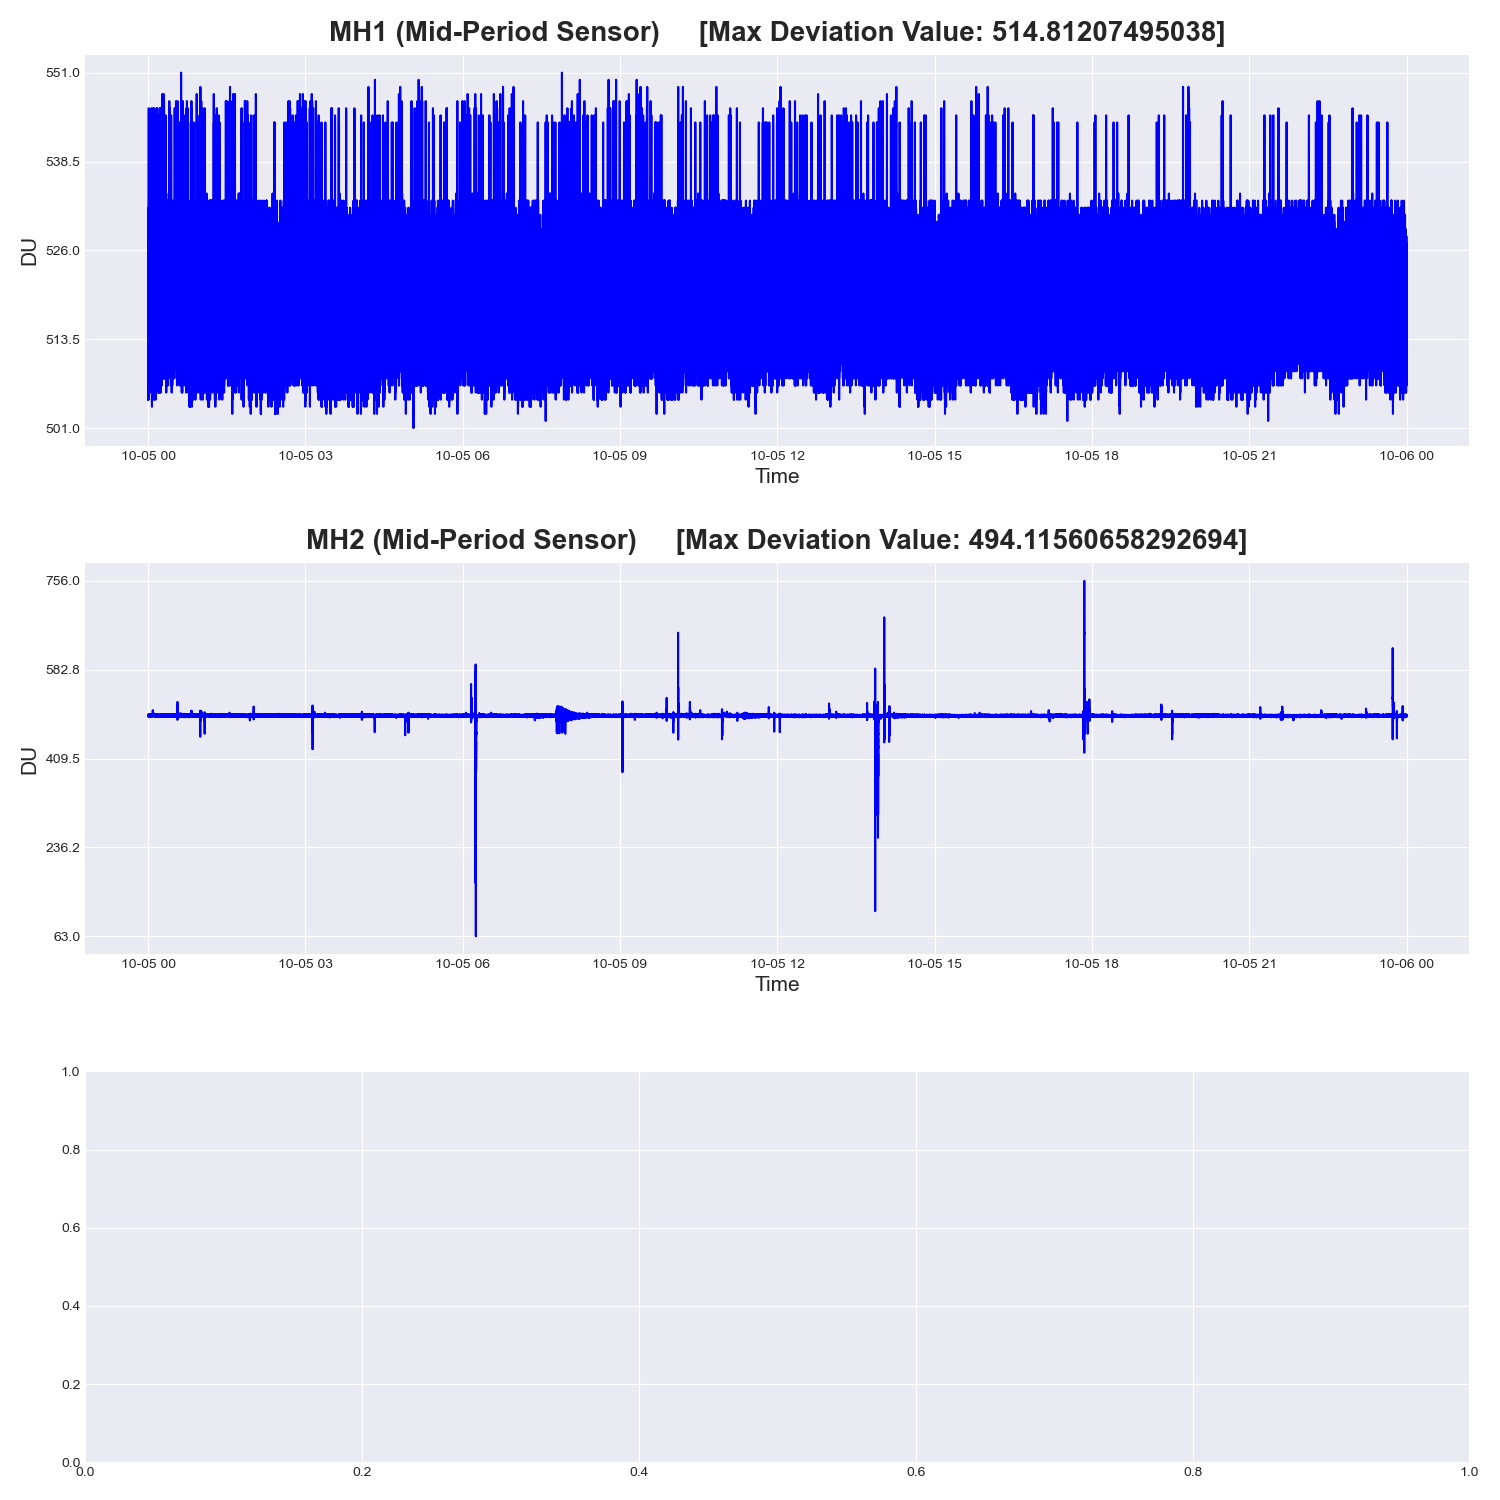 MH1 (Mid-Period Sensor) [Max Deviation Value: 514.81207495038]
551.0
538.5
526.0
513.5
501.0
DU
10-05 00 10-05 03 10-05 06 10-05 09 10-05 12 10-05 15 10-05 18 10-05 21 10-06 00
Time
MH2 (Mid-Period Sensor) [Max Deviation Value: 494.11560658292694]
756.0
582.8
409.5
236.2
63.0
DU
10-05 00 10-05 03 10-05 06 10-05 09 10-05 12 10-05 15 10-05 18 10-05 21 10-06 00
Time
1.0
0.8
0.6
0.4
0.2
0.0
0.0 0.2 0.4 0.6 0.8 1.0